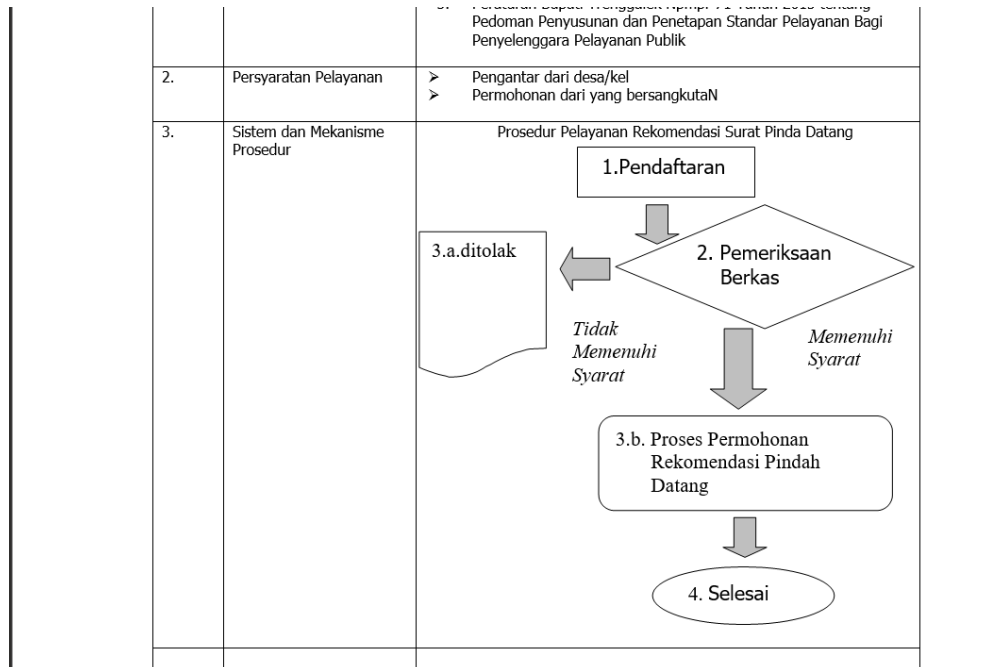 Pedoman Penyusunan dan Penetapan Standar Pelayanan Bagi
Penyelenggara Pelayanan Publik
2. Persyaratan Pelayanan
➢ Pengantar dari desa/kel
➢ Permohonan dari yang bersangkutaN
3. Sistem dan Mekanisme
Prosedur
Prosedur Pelayanan Rekomendasi Surat Pinda Datang
1.Pendaftaran
2. Pemeriksaan
Berkas
3.a.ditolak
Tidak
Memenuhi
Syarat
Memenuhi
Syarat
3.b. Proses Permohonan
Rekomendasi Pindah
Datang
4. Selesai